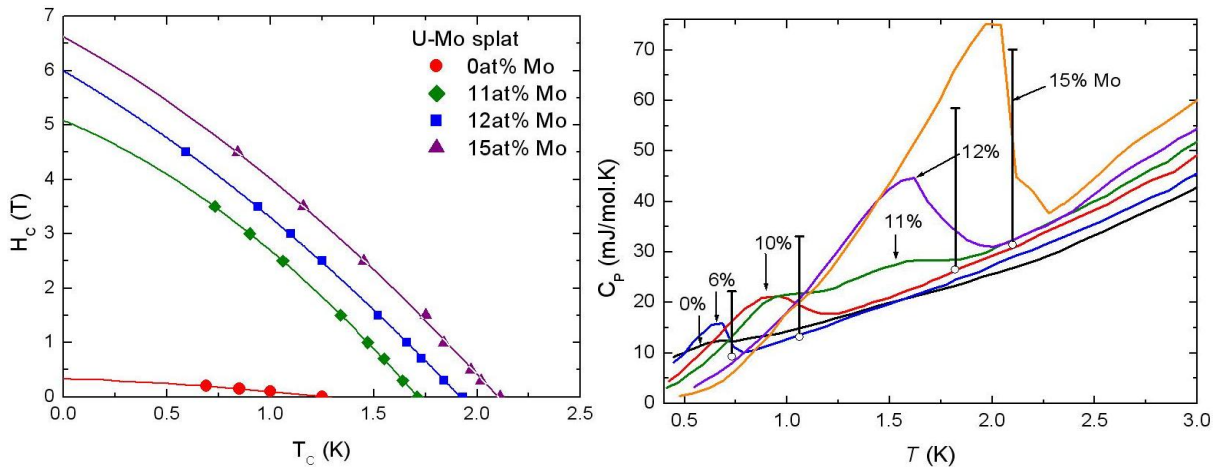 7
6
5
4
3
2
1
0
H_C (T)
0.0 0.5 1.0 1.5 2.0 2.5
T_C (K)
U-Mo splat
0at% Mo
11at% Mo
12at% Mo
15at% Mo
70
60
50
40
30
20
10
0
C_P (mJ/mol.K)
0.5 1.0 1.5 2.0 2.5 3.0
T (K)
15% Mo
12%
11%
10%
6%
0%